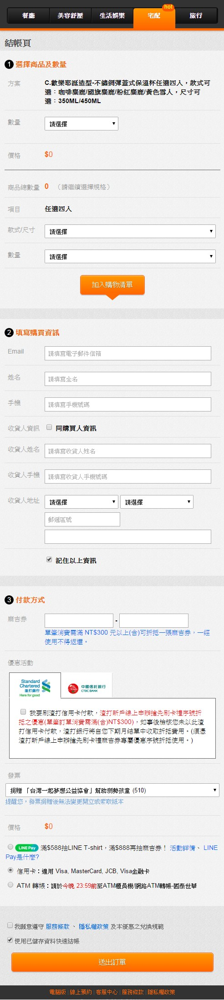 hot
餐廳 美容舒壓 生活娛樂 宅配 旅行
結帳頁
1 選擇商品及數量
方案 C.歡樂耶誕造型-不鏽鋼彈蓋式保溫杯任選四入，款式可
選：咖啡麋鹿/國旗麋鹿/粉紅麋鹿/黃色雪人，尺寸可
選：350ML/450ML
數量 請選擇
價格 $0
商品總數量 0 （請繼續選擇規格）
項目 任選四入
款式/尺寸 請選擇
數量 請選擇
加入購物清單
2 填寫購買資訊
Email 請填寫電子郵件信箱
姓名 請填寫全名
手機 請填寫手機號碼
收貨人資訊 同購買人資訊
收貨人姓名 請填寫收貨人姓名
收貨人手機 請填寫收貨人手機號碼
收貨人地址 請選擇 請選擇
郵遞區號
記住以上資訊
3 付款方式
麻吉券 -
單筆消費需滿 NT$300 元以上(含)可折抵一張麻吉券，一經
使用不得返還。
優惠活動
Standard
Chartered
渣打銀行
Here for good
中國信託銀行
CTBC BANK
我要刷渣打信用卡付款，渣打新戶線上申辦搶先刷卡禮序號折
抵之優惠(單筆訂單消費需滿(含)NT$300)，如事後檢核您未以此渣
打信用卡付款，渣打銀行將自您下期月結單中收取折抵費用。(須憑
渣打新戶線上申辦搶先刷卡禮麻吉券專屬優惠序號折抵使用。)
發票
捐贈 「台灣一起夢想公益協會」幫助弱勢孩童 (510)
提醒您，發票捐贈後無法變更開立或索取紙本
價格 $0
LINE Pay 滿$588抽LINE T-shirt，滿$888再抽麻吉券！ 活動詳情、 LINE
Pay是什麼?
信用卡：適用 Visa, MasterCard, JCB, Visa金融卡
ATM 轉帳：請於今晚 23:59前至ATM櫃員機/網路ATM轉帳-國泰世華
我願意遵守 服務條款 、 隱私權政策 及本優惠之兌換規範
使用已儲存資料快速結帳
送出訂單
電腦版 | 線上預約 | 客服中心 | 服務條款 | 隱私權政策